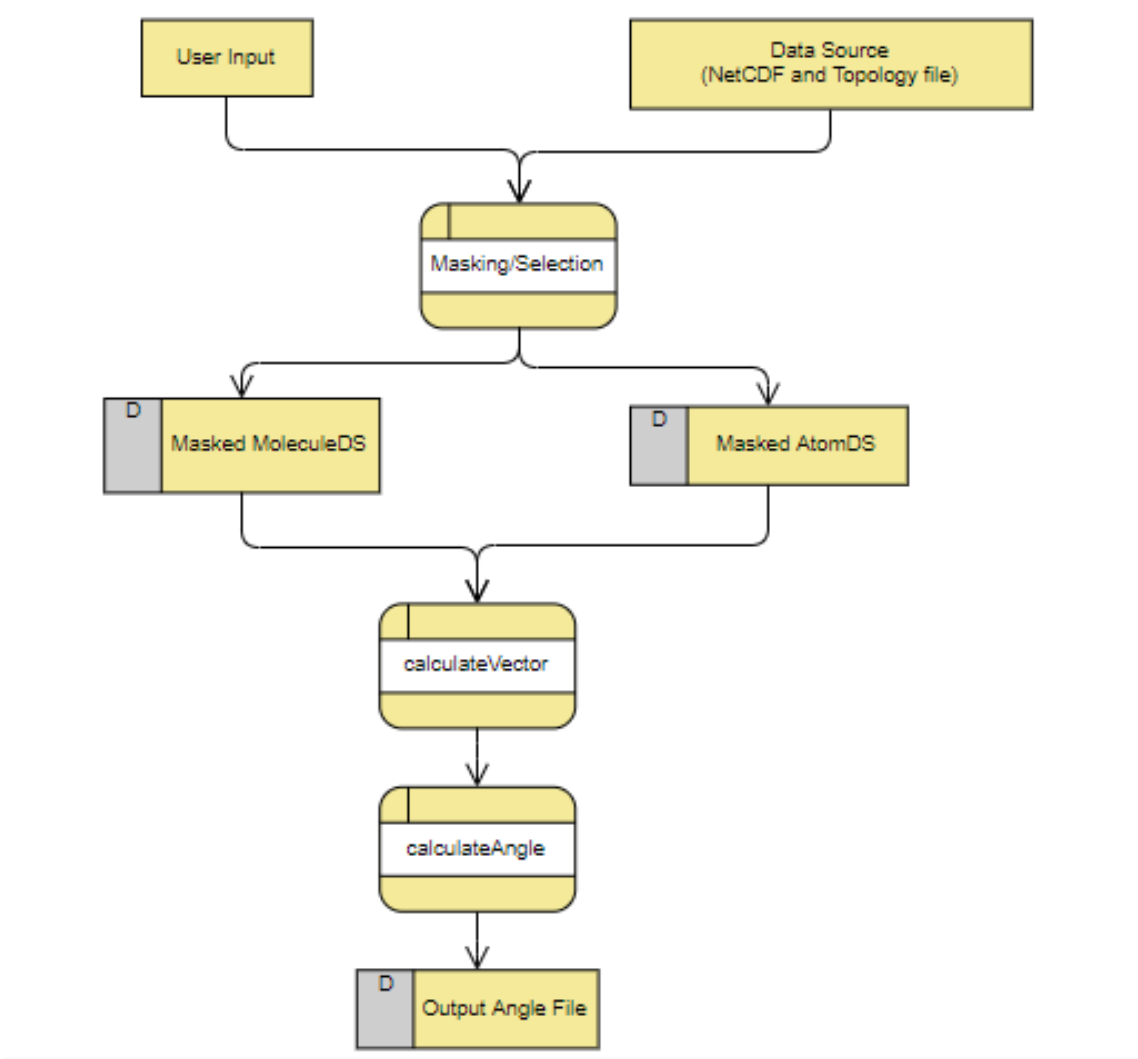 User Input
Data Source
(NetCDF and Topology file)
Masking/Selection
D
Masked MoleculeDS
D
Masked AtomDS
calculateVector
calculateAngle
D
Output Angle File